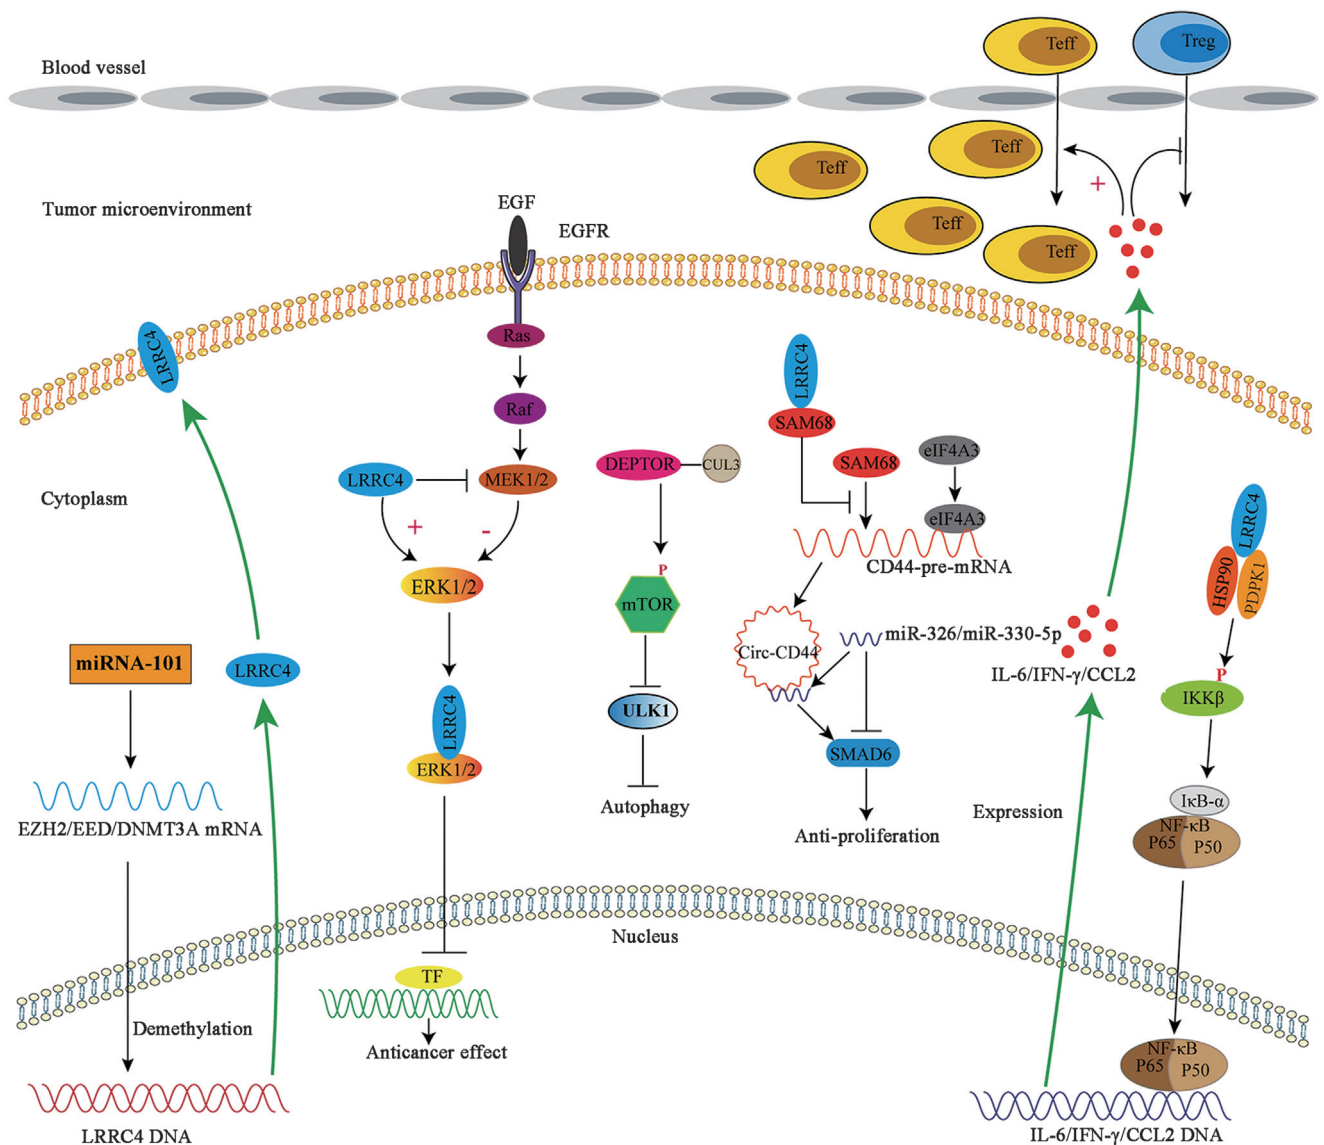 Teff
Treg
Blood vessel
Teff
Teff
+
Teff
Teff
Tumor microenvironment
EGF
EGFR
Ras
LRRC4
Raf
LRRC4
SAM68
DEPTOR
CUL3
SAM68
eIF4A3
LRRC4
MEK1/2
Cytoplasm
+
-
eIF4A3
LRRC4
CD44-pre-mRNA
P
HSP90
PDPK1
ERK1/2
mTOR
miR-326/miR-330-5p
Circ-CD44
miRNA-101
LRRC4
IL-6/IFN-γ/CCL2
P
IKKβ
LRRC4
ULK1
SMAD6
ERK1/2
Autophagy
IκB-α
EZH2/EED/DNMT3A mRNA
Anti-proliferation
Expression
NF-κB
P65
P50
Nucleus
TF
Demethylation
Anticancer effect
NF-κB
P65
P50
LRRC4 DNA
IL-6/IFN-γ/CCL2 DNA